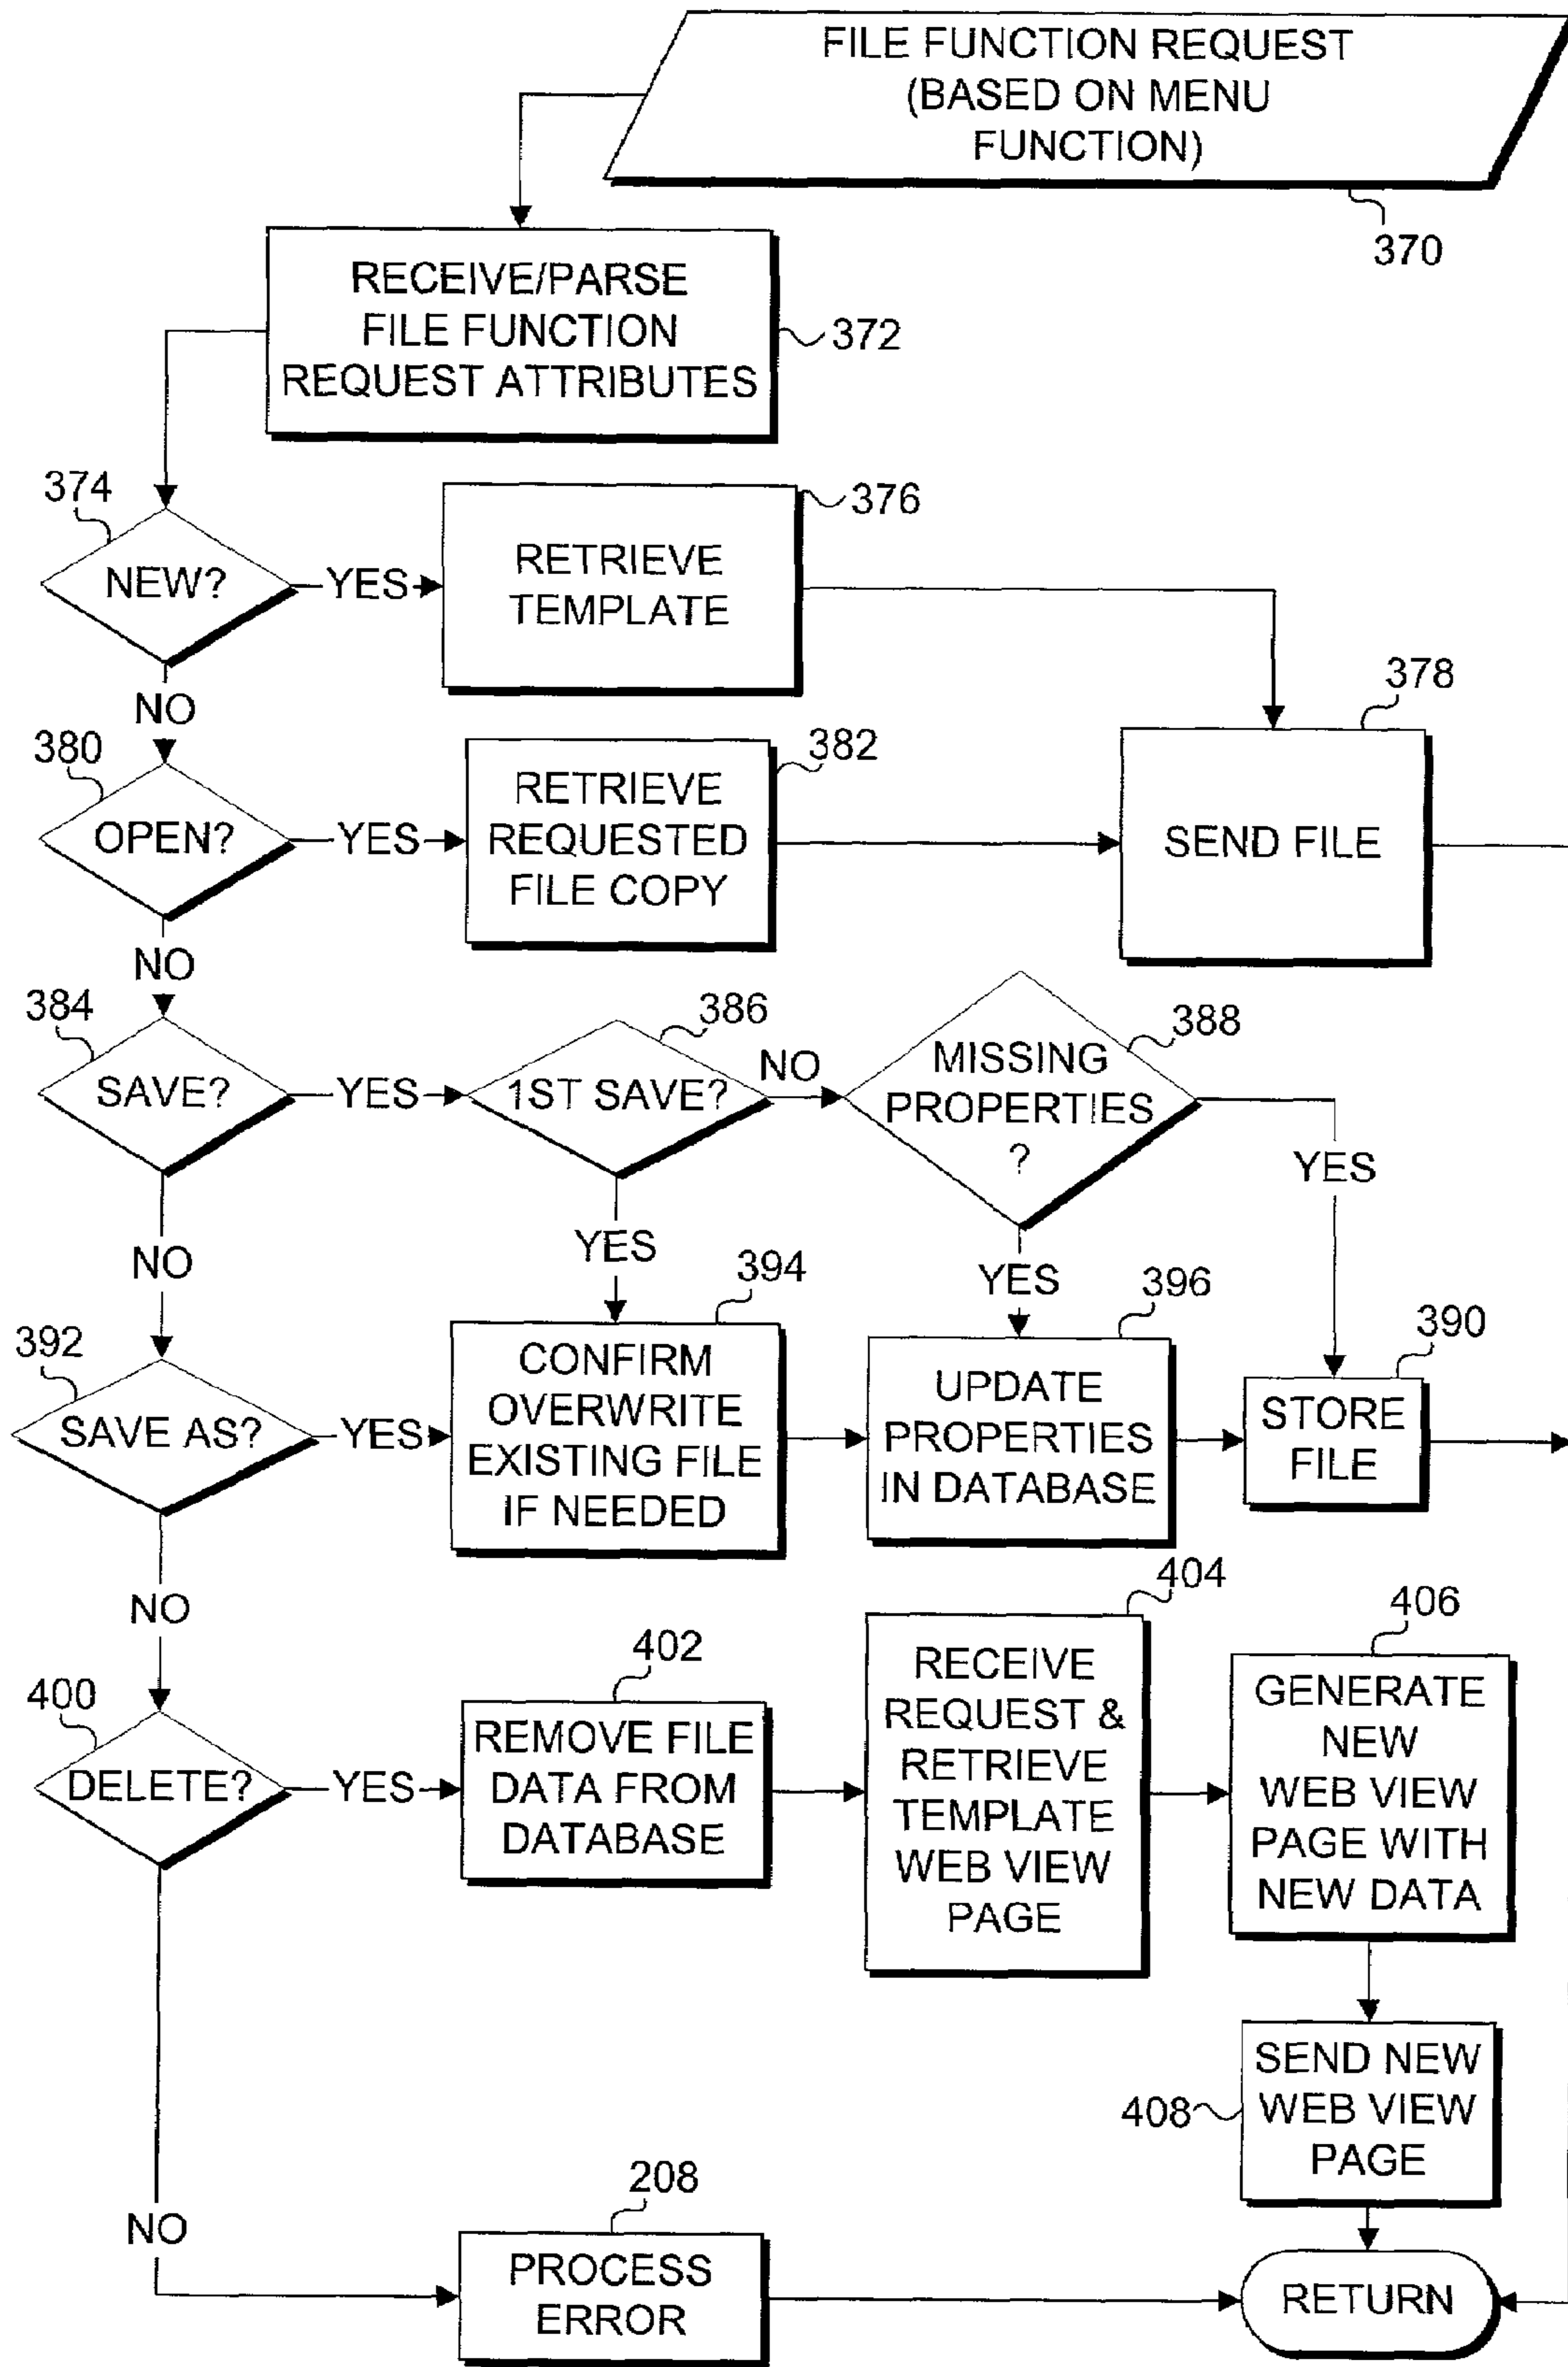 FILE FUNCTION REQUEST
(BASED ON MENU
FUNCTION)
370
RECEIVE/PARSE
FILE FUNCTION
REQUEST ATTRIBUTES
372
374
NEW?
YES
376
RETRIEVE
TEMPLATE
NO
378
SEND FILE
380
OPEN?
YES
382
RETRIEVE
REQUESTED
FILE COPY
NO
384
SAVE?
YES
386
1ST SAVE?
NO
388
MISSING
PROPERTIES
?
YES
YES
YES
NO
392
SAVE AS?
YES
394
CONFIRM
OVERWRITE
EXISTING FILE
IF NEEDED
396
UPDATE
PROPERTIES
IN DATABASE
390
STORE
FILE
NO
400
DELETE?
YES
402
REMOVE FILE
DATA FROM
DATABASE
404
RECEIVE
REQUEST &
RETRIEVE
TEMPLATE
WEB VIEW
PAGE
406
GENERATE
NEW
WEB VIEW
PAGE WITH
NEW DATA
408
SEND NEW
WEB VIEW
PAGE
NO
208
PROCESS
ERROR
RETURN